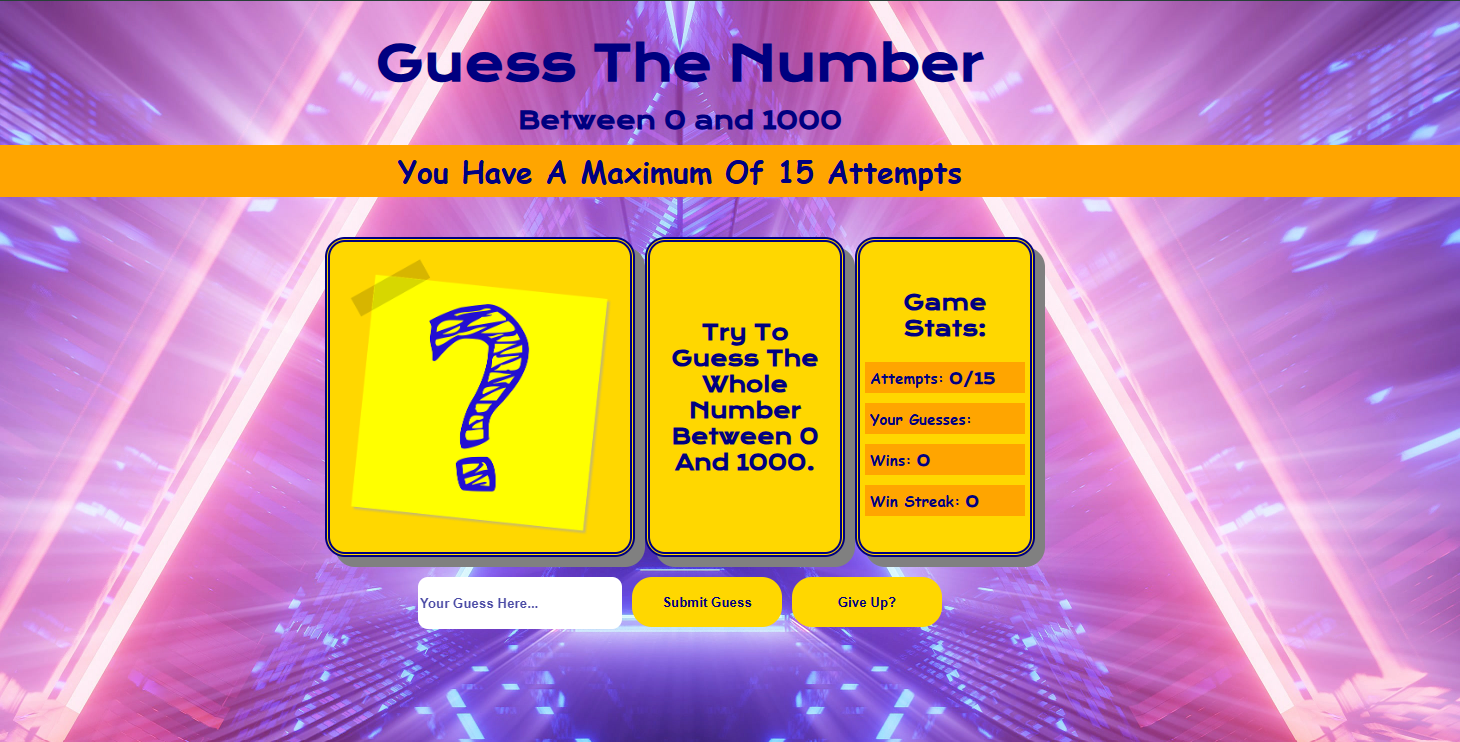 Guess The Number
Between 0 and 1000
You Have A Maximum Of 15 Attempts
?
Try To
Guess The
Whole
Number
Between 0
And 1000.
Game
Stats:
Attempts: 0/15
Your Guesses:
Wins: 0
Win Streak: 0
Your Guess Here...
Submit Guess
Give Up?